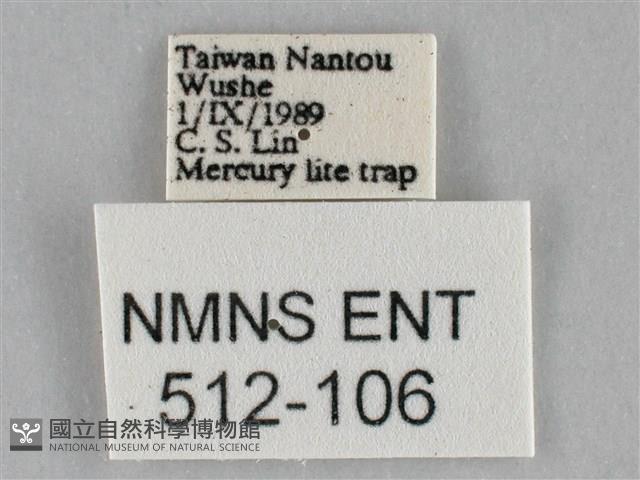 Taiwan Nantou
Wushe
1/IX/1989
C. S. Lin
Mercury lite trap
NMNS ENT
512-106
國立自然科學博物館
NATIONAL MUSEUM OF NATURAL SCIENCE